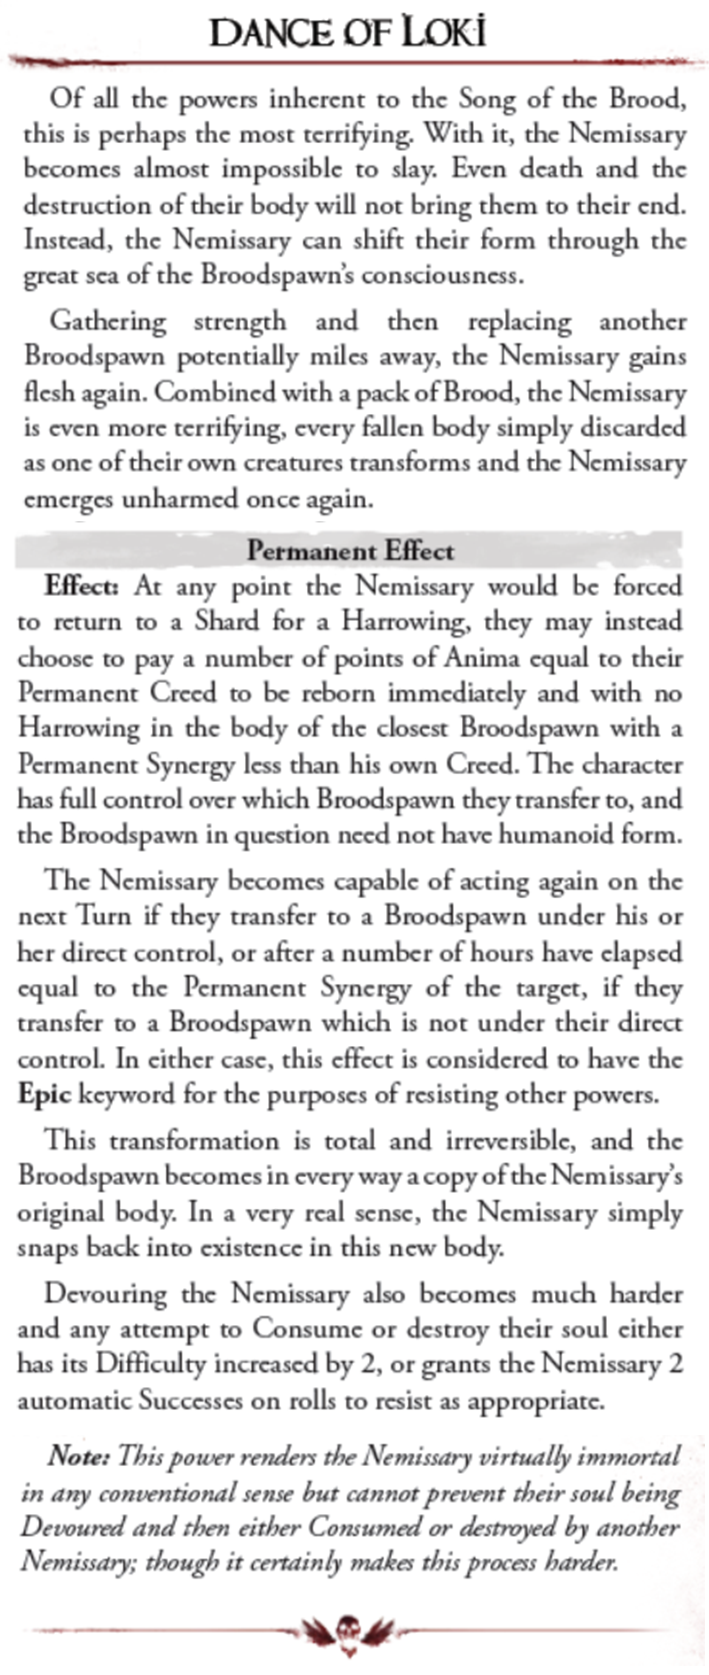 DANCE OF LOKI
Of all the powers inherent to the Song of the Brood,
this is perhaps the most terrifying. With it, the Nemissary
becomes almost impossible to slay. Even death and the
destruction of their body will not bring them to their end.
Instead, the Nemissary can shift their form through the
great sea of the Broodspawn's consciousness.
Gathering strength and then replacing another
Broodspawn potentially miles away, the Nemissary gains
flesh again. Combined with a pack of Brood, the Nemissary
is even more terrifying, every fallen body simply discarded
as one of their own creatures transforms and the Nemissary
emerges unharmed once again.
Permanent Effect
Effect: At any point the Nemissary would be forced
to return to a Shard for a Harrowing, they may instead
choose to pay a number of points of Anima equal to their
Permanent Creed to be reborn immediately and with no
Harrowing in the body of the closest Broodspawn with a
Permanent Synergy less than his own Creed. The character
has full control over which Broodspawn they transfer to, and
the Broodspawn in question need not have humanoid form.
The Nemissary becomes capable of acting again on the
next Turn if they transfer to a Broodspawn under his or
her direct control, or after a number of hours have elapsed
equal to the Permanent Synergy of the target, if they
transfer to a Broodspawn which is not under their direct
control. In either case, this effect is considered to have the
Epic keyword for the purposes of resisting other powers.
This transformation is total and irreversible, and the
Broodspawn becomes in every way a copy of the Nemissary's
original body. In a very real sense, the Nemissary simply
snaps back into existence in this new body.
Devouring the Nemissary also becomes much harder
and any attempt to Consume or destroy their soul either
has its Difficulty increased by 2, or grants the Nemissary 2
automatic Successes on rolls to resist as appropriate.
Note: This power renders the Nemissary virtually immortal
in any conventional sense but cannot prevent their soul being
Devoured and then either Consumed or destroyed by another
Nemissary; though it certainly makes this process harder.